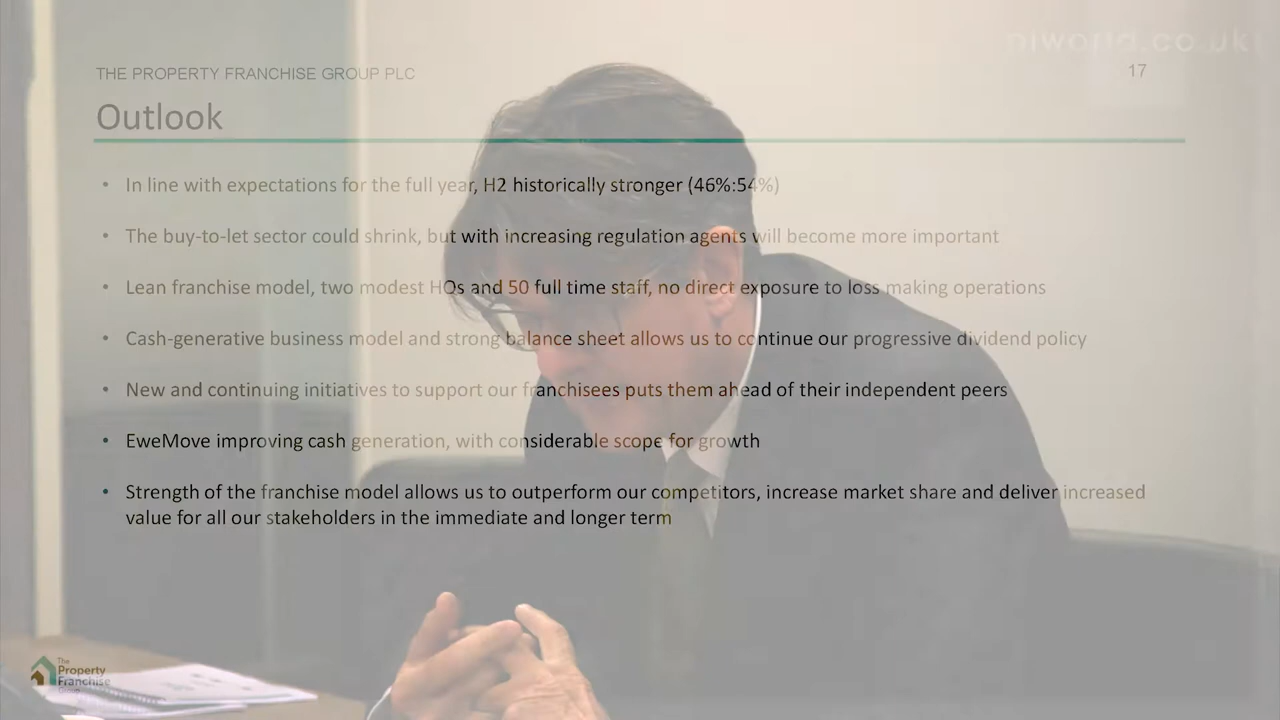 piworld.co.uk
THE PROPERTY FRANCHISE GROUP PLC
17
Outlook
• In line with expectations for the full year, H2 historically stronger (46%:54%)
• The buy-to-let sector could shrink, but with increasing regulation agents will become more important
• Lean franchise model, two modest HQs and 50 full time staff, no direct exposure to loss making operations
• Cash-generative business model and strong balance sheet allows us to continue our progressive dividend policy
• New and continuing initiatives to support our franchisees puts them ahead of their independent peers
• EweMove improving cash generation, with considerable scope for growth
• Strength of the franchise model allows us to outperform our competitors, increase market share and deliver increased
value for all our stakeholders in the immediate and longer term
The
Property
Franchise
Group